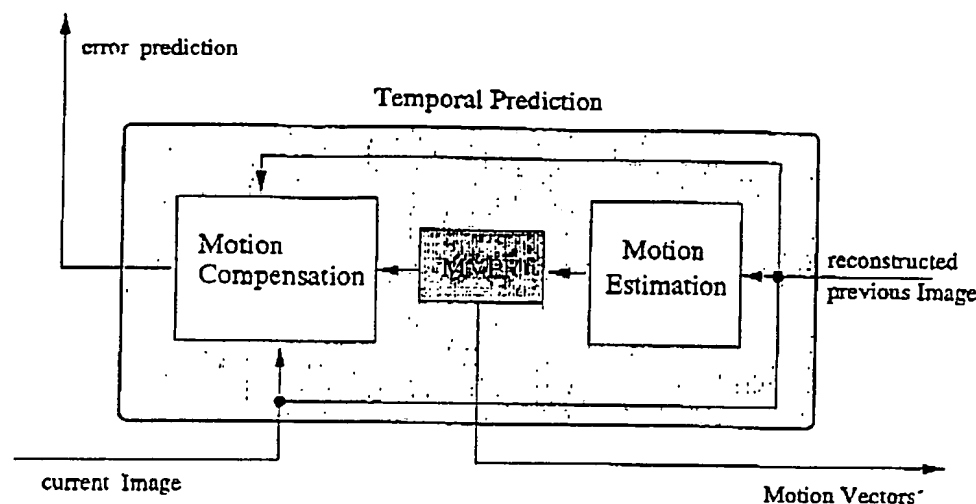 error prediction
Temporal Prediction
Motion
Compensation
Motion
Estimation
reconstructed
previous Image
current Image
Motion Vectors